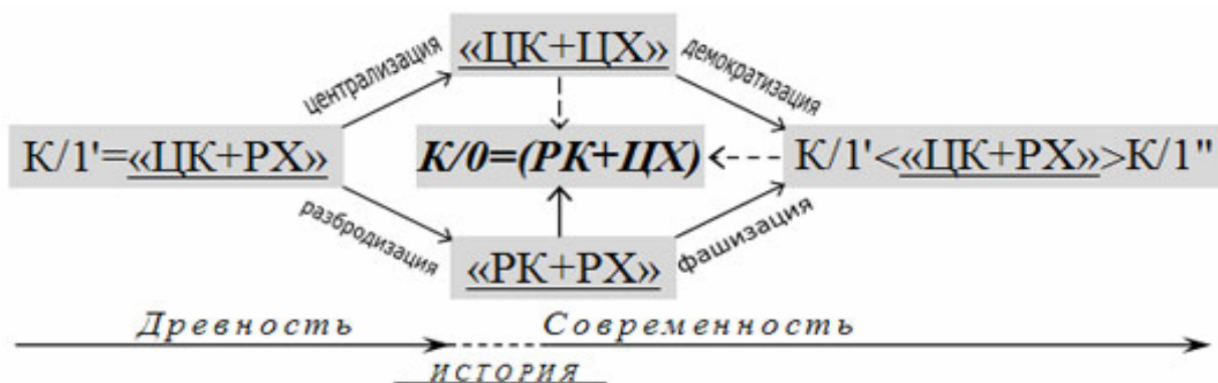 «ЦК+ЦХ»
централизация
демократизация
К/1'=«ЦК+РХ»
К/0=(РК+ЦХ)
К/1'<«ЦК+РХ»>К/1"
разбродизация
фашизация
«РК+РХ»
Древность
Современность
ИСТОРИЯ